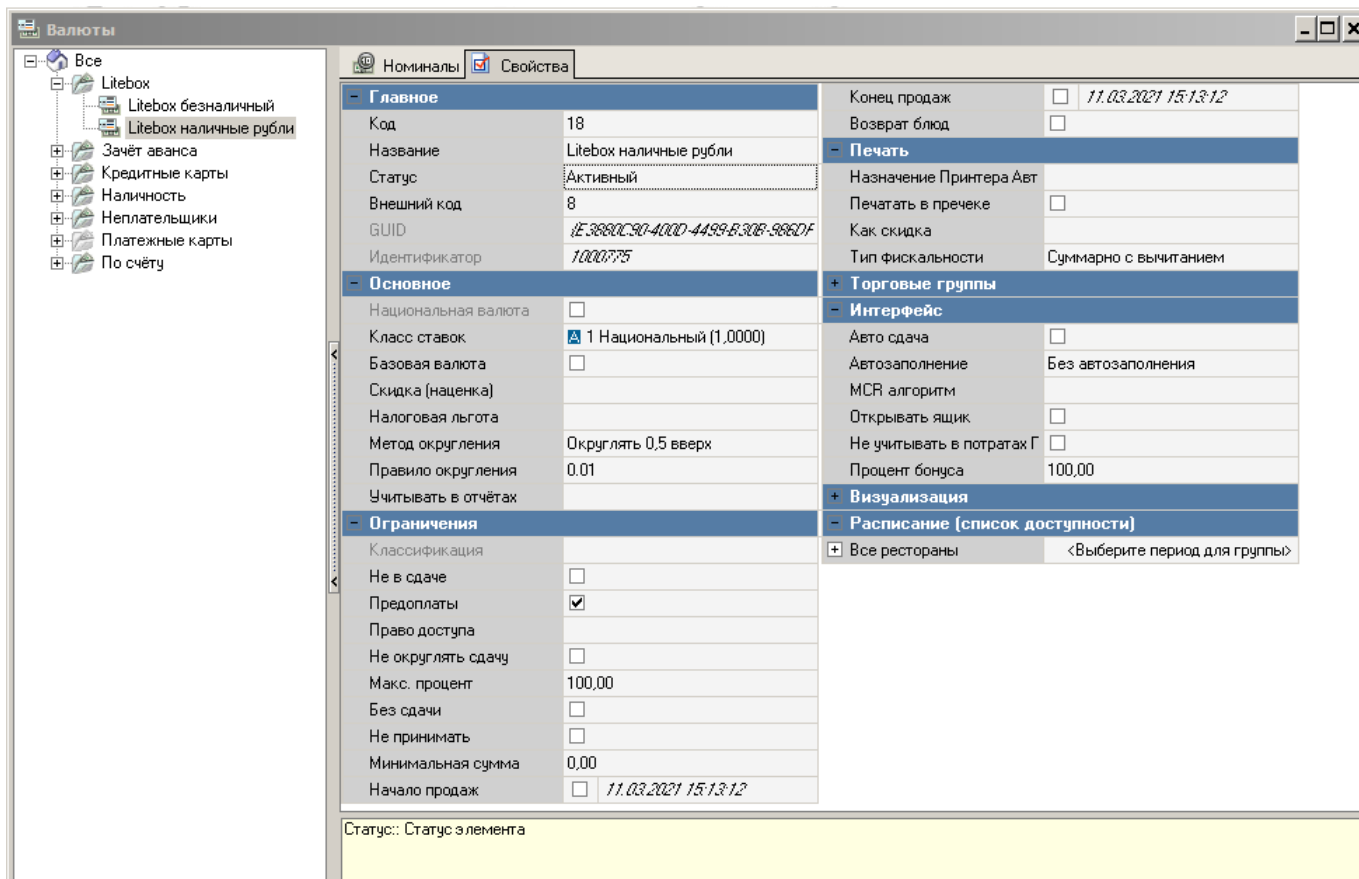 Валюты
Все
Litebox
Litebox безналичный
Litebox наличные рубли
Зачёт аванса
Кредитные карты
Наличность
Неплательщики
Платежные карты
По счёту
Номиналы Свойства
Главное
Код 18
Название Litebox наличные рубли
Статус Активный
Внешний код 8
GUID {E3880C90-400D-4499-B30B-986DF
Идентификатор 1000775
Основное
Национальная валюта
Класс ставок A 1 Национальный (1,0000)
Базовая валюта
Скидка (наценка)
Налоговая льгота
Метод округления Округлять 0,5 вверх
Правило округления 0.01
Учитывать в отчётах
Ограничения
Классификация
Не в сдаче
Предоплаты
Право доступа
Не округлять сдачу
Макс. процент 100,00
Без сдачи
Не принимать
Минимальная сумма 0,00
Начало продаж 11.03.2021 15:13:12
Конец продаж 11.03.2021 15:13:12
Возврат блюд
Печать
Назначение Принтера Авт
Печатать в пречеке
Как скидка
Тип фискальности Суммарно с вычитанием
Торговые группы
Интерфейс
Авто сдача
Автозаполнение Без автозаполнения
MCR алгоритм
Открывать ящик
Не учитывать в потратах Г
Процент бонуса 100,00
Визуализация
Расписание (список доступности)
Все рестораны <Выберите период для группы>
Статус:: Статус элемента